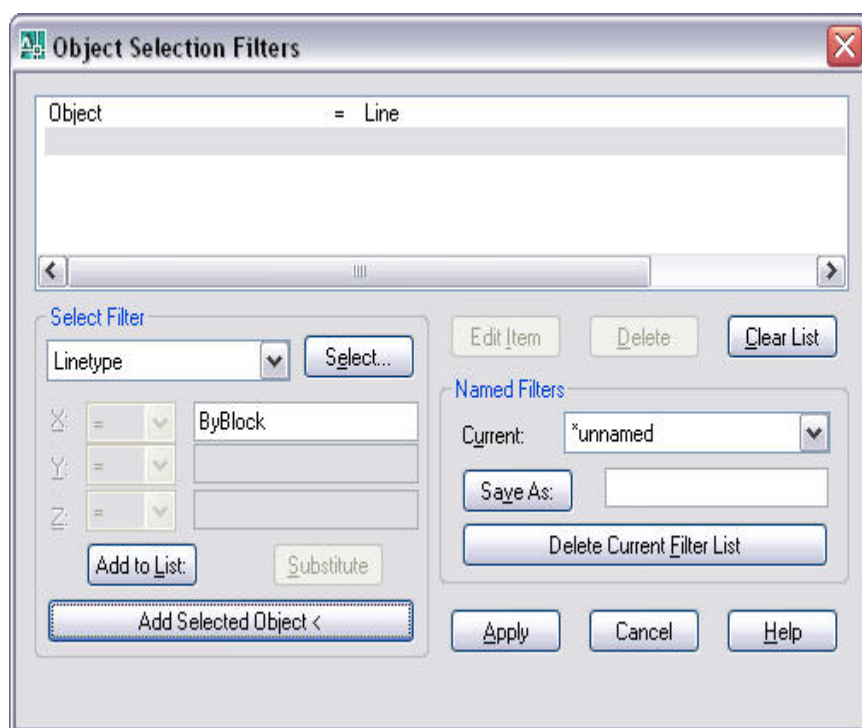 Object Selection Filters
Object = Line
Select Filter
Linetype
Select...
X: =
ByBlock
Y: =
Z: =
Add to List:
Substitute
Add Selected Object <
Edit Item
Delete
Clear List
Named Filters
Current:
*unnamed
Save As:
Delete Current Filter List
Apply
Cancel
Help